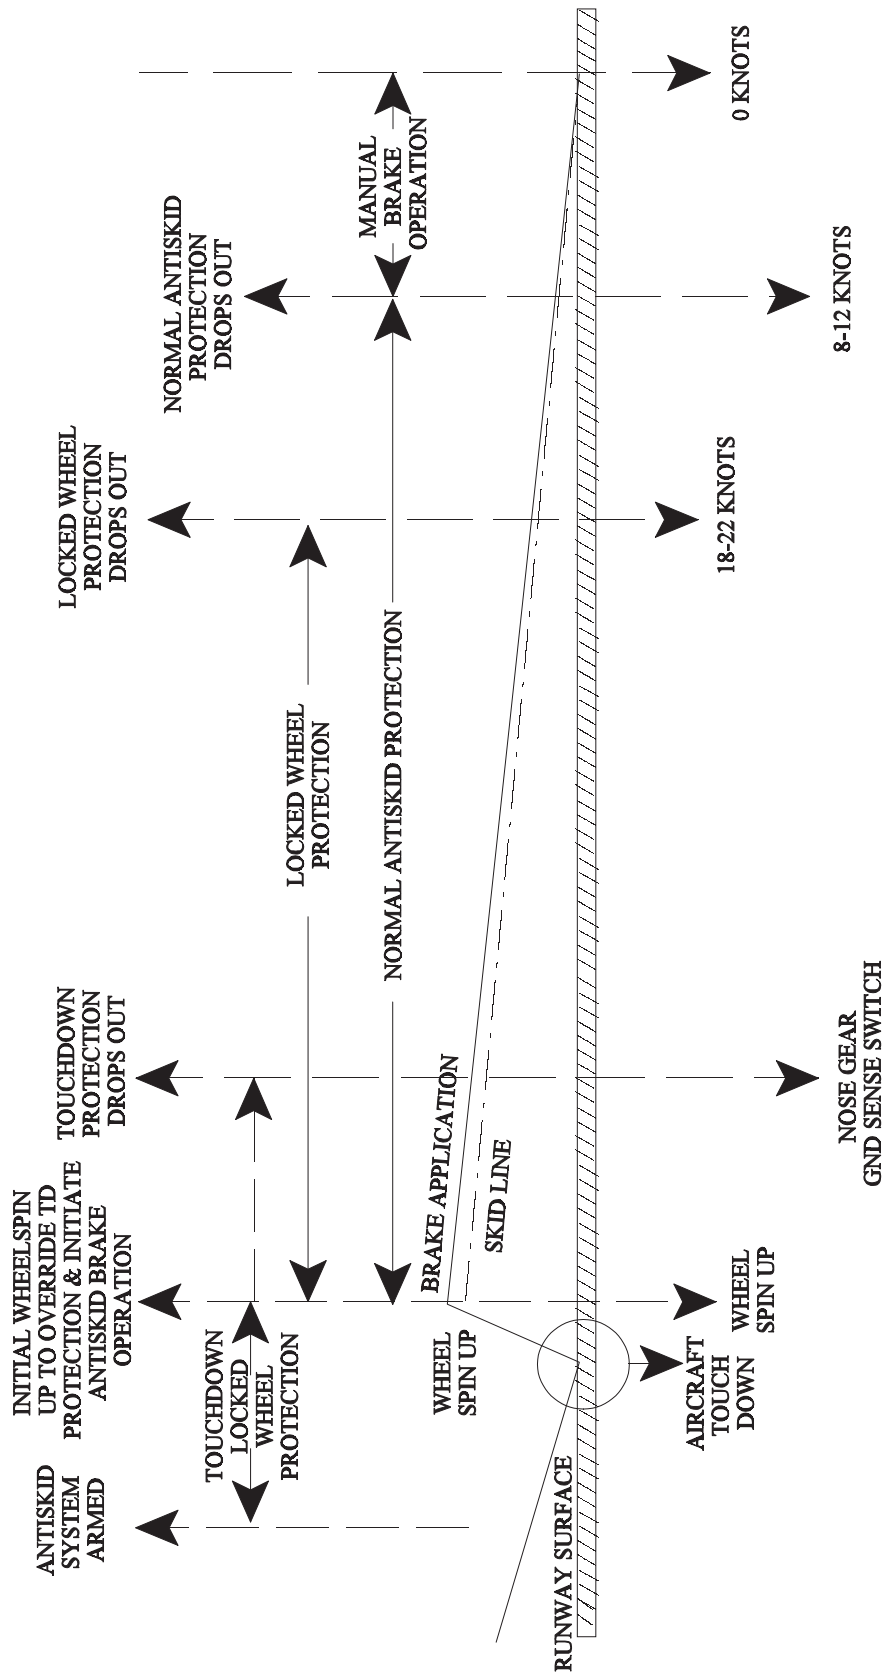 ANTISKID
SYSTEM
ARMED
INITIAL WHEELSPIN
UP TO OVERRIDE TD
PROTECTION & INITIATE
ANTISKID BRAKE
OPERATION
TOUCHDOWN
PROTECTION
DROPS OUT
LOCKED WHEEL
PROTECTION
DROPS OUT
NORMAL ANTISKID
PROTECTION
DROPS OUT
TOUCHDOWN
LOCKED
WHEEL
PROTECTION
LOCKED WHEEL
PROTECTION
NORMAL ANTISKID PROTECTION
MANUAL
BRAKE
OPERATION
WHEEL
SPIN UP
BRAKE APPLICATION
SKID LINE
RUNWAY SURFACE
AIRCRAFT
TOUCH
DOWN
WHEEL
SPIN UP
NOSE GEAR
GND SENSE SWITCH
18-22 KNOTS
8-12 KNOTS
0 KNOTS